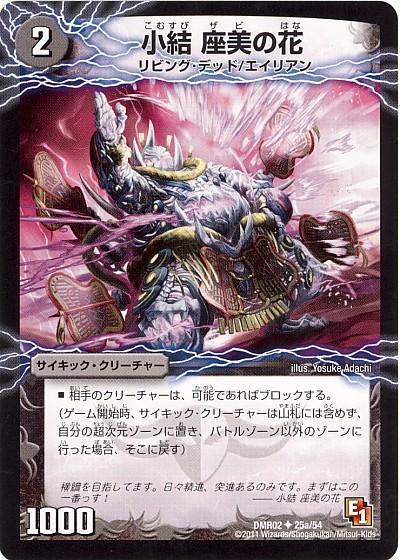 2
こむすび ザビ はな
小結 座美の花
リビング・デッド/エイリアン
サイキック・クリーチャー
illus. Yosuke Adachi
■ 相手のクリーチャーは、可能であればブロックする。
(ゲーム開始時、サイキック・クリーチャーは山札には含めず、
自分の超次元ゾーンに置き、バトルゾーン以外のゾーンに
行った場合、そこに戻す)
横綱を目指してます。日々精進、突進あるのみです。まずはこの
一番っす! —— 小結 座美の花
1000
DMR02 ◆ 25a/54
©2011 Wizards/Shogakukan/Mitsui-Kids
E1